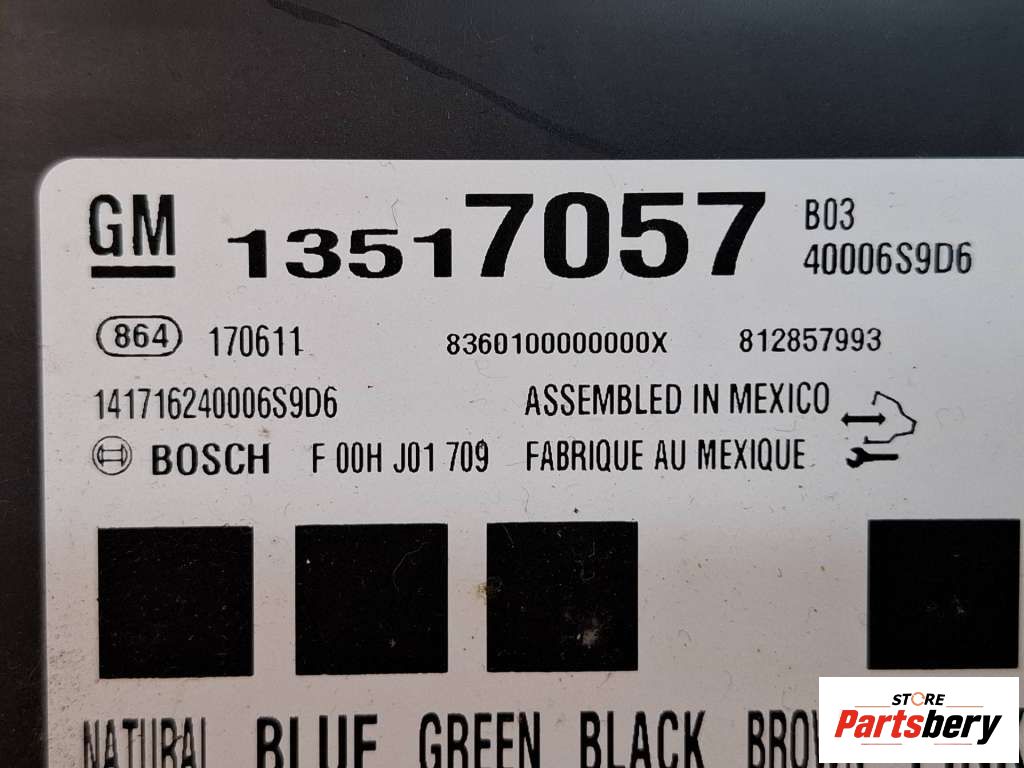 GM 13517057 B03
40006S9D6
864 170611 8360100000000X 812857993
141716240006S9D6 ASSEMBLED IN MEXICO
BOSCH F 00H J01 709 FABRIQUE AU MEXIQUE
NATURAL BLUE GREEN BLACK
STORE
Partsbery